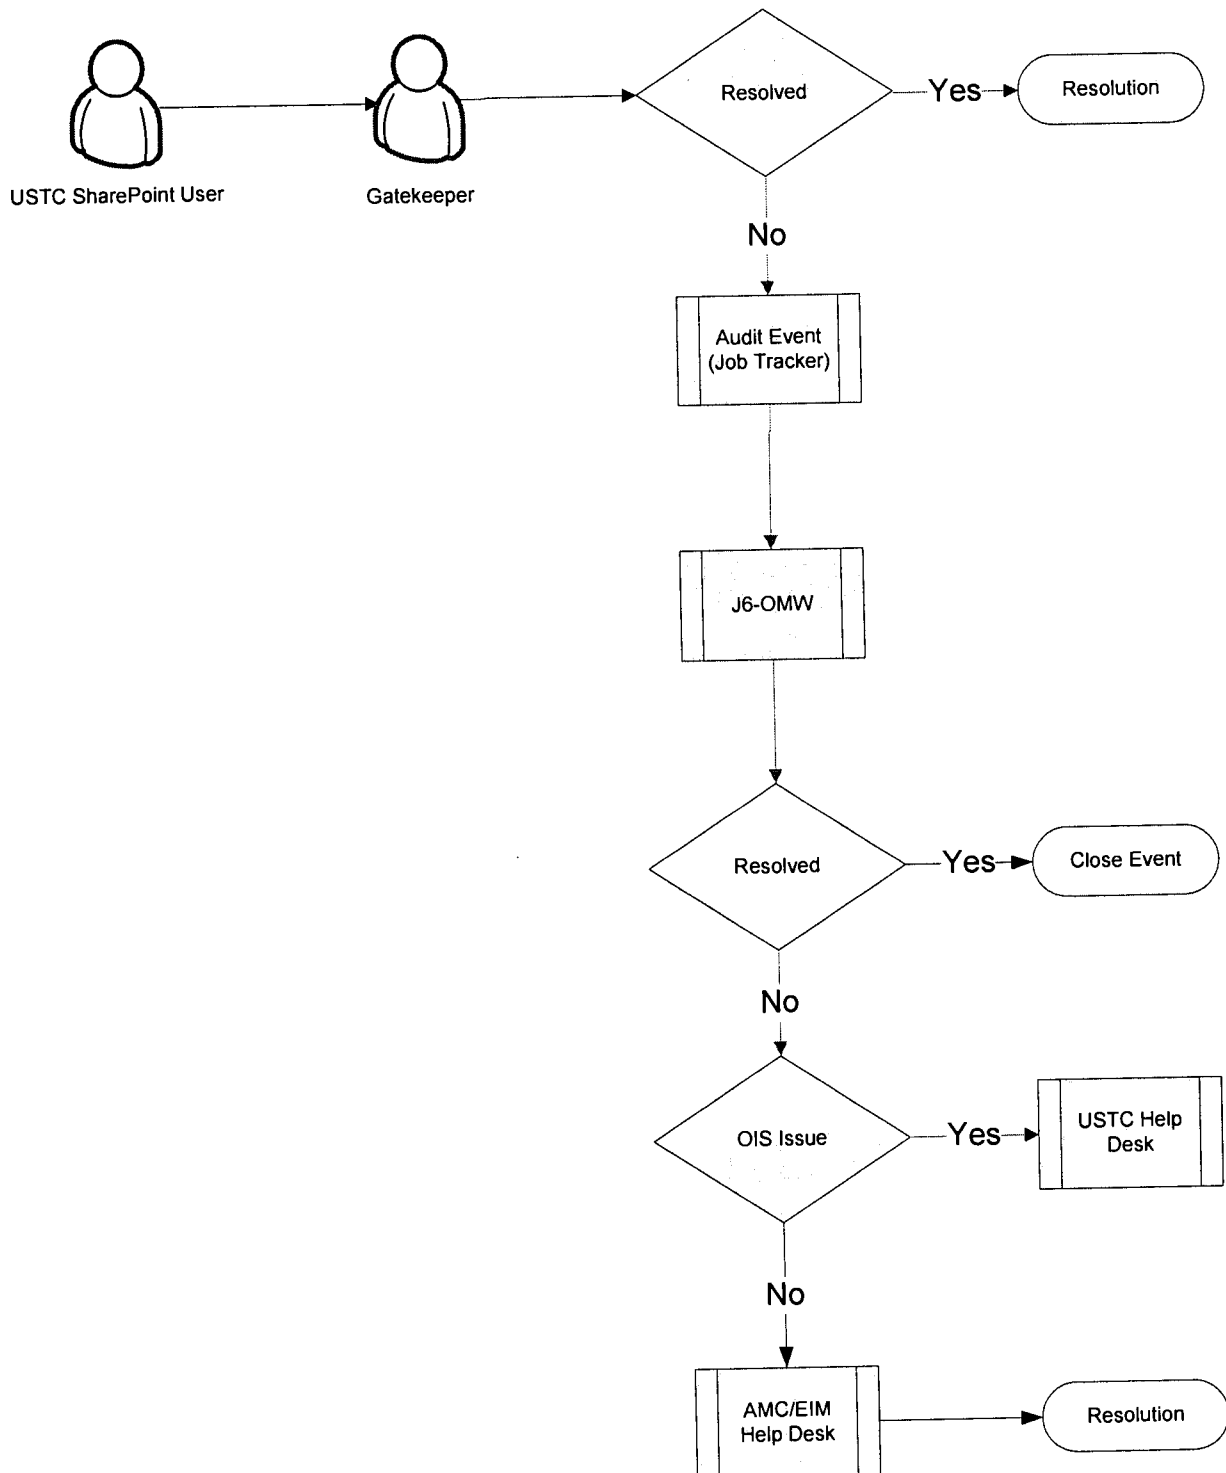 USTC SharePoint User
Gatekeeper
Resolved
Yes
Resolution
No
Audit Event
(Job Tracker)
J6-OMW
Resolved
Yes
Close Event
No
OIS Issue
Yes
USTC Help
Desk
No
AMC/EIM
Help Desk
Resolution